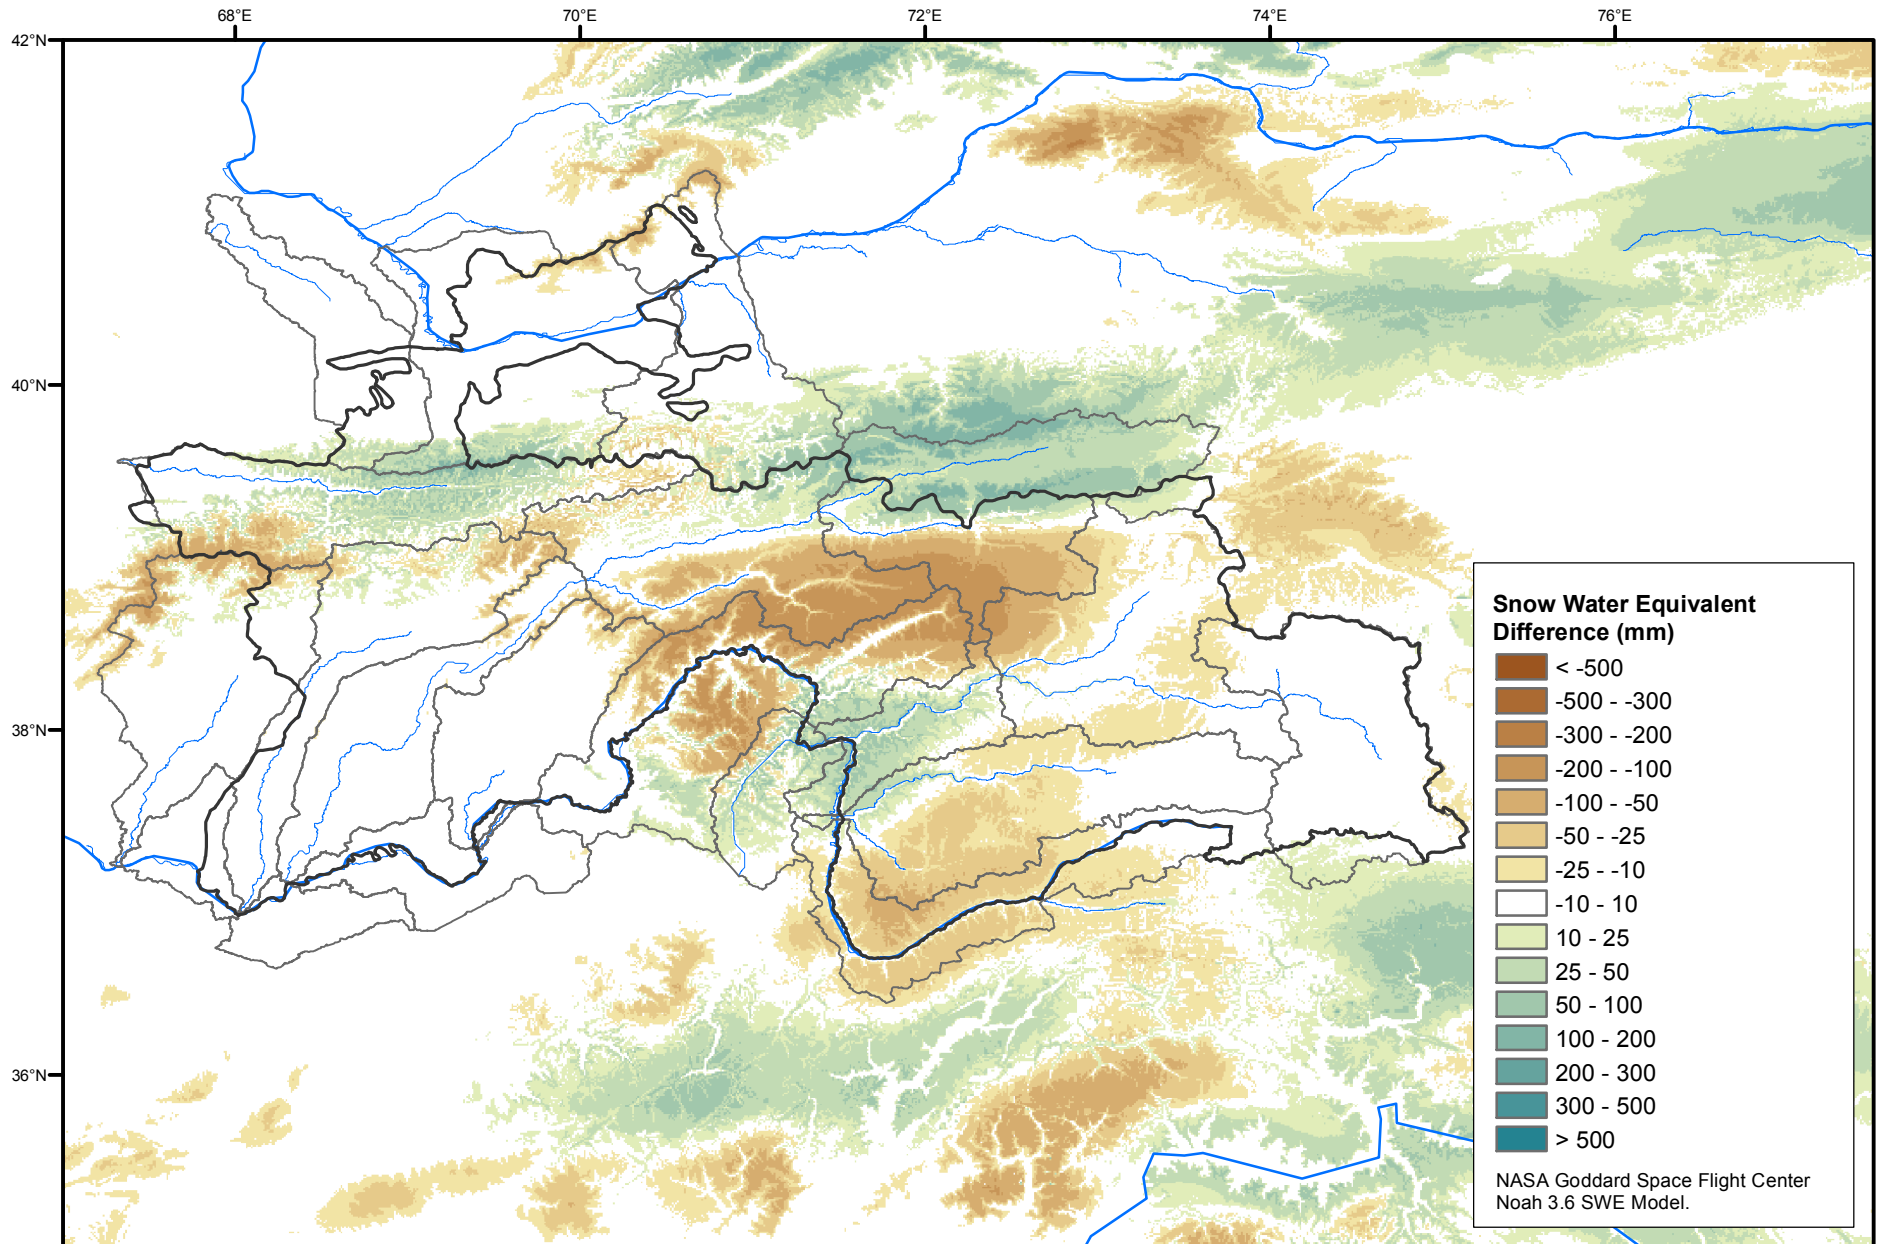 68°E
70°E
72°E
74°E
76°E
42°N
40°N
38°N
36°N
Snow Water Equivalent
Difference (mm)
< -500
-500 - -300
-300 - -200
-200 - -100
-100 - -50
-50 - -25
-25 - -10
-10 - 10
10 - 25
25 - 50
50 - 100
100 - 200
200 - 300
300 - 500
> 500
NASA Goddard Space Flight Center
Noah 3.6 SWE Model.